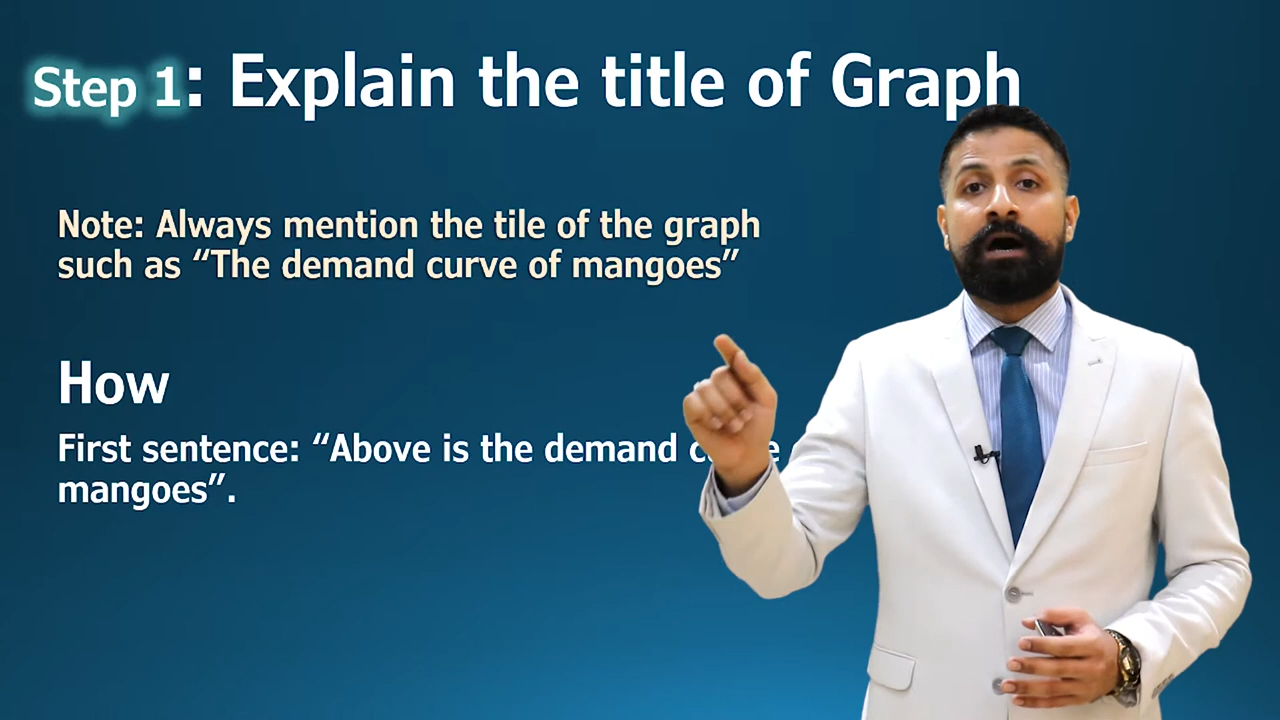 Step 1: Explain the title of Graph
Note: Always mention the tile of the graph
such as “The demand curve of mangoes”
How
First sentence: “Above is the demand
mangoes”.